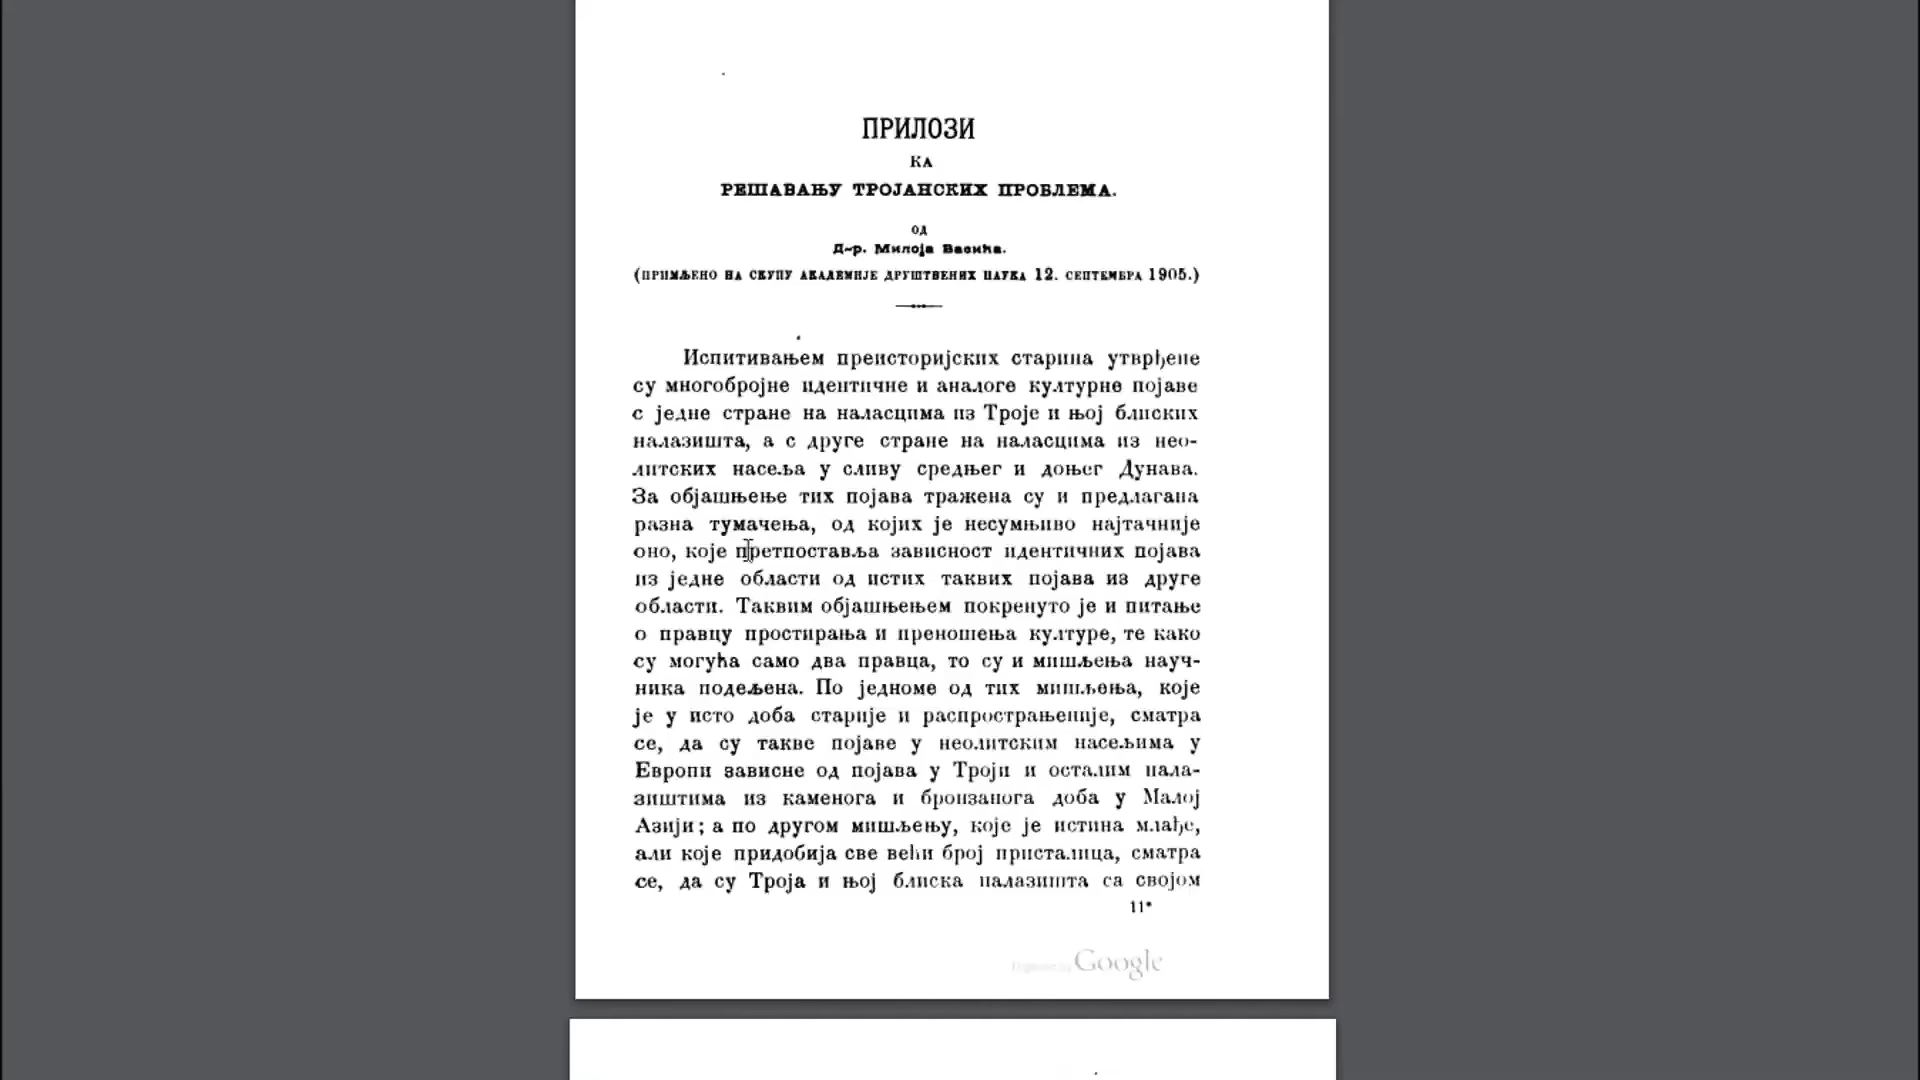 ПРИЛОЗИ
КА
РЕШАВАЊУ ТРОЈАНСКИХ ПРОБЛЕМА.
ОД
Д-р. Милоја Васића.
(ПРИМЉЕНО НА СКУПУ АКАДЕМИЈЕ ДРУШТВЕНИХ НАУКА 12. СЕПТЕМБРА 1905.)
Испитивањем преисторијских старина утврђене
су многобројне идентичне и аналоге културне појаве
с једне стране на наласцима из Троје и њој блиских
налазишта, а с друге стране на наласцима из нео-
литских насеља у сливу средњег и доњег Дунава.
За објашњење тих појава тражена су и предлагана
разна тумачења, од којих је несумњиво најтачније
оно, које претпоставља зависност идентичних појава
из једне области од истих таквих појава из друге
области. Таквим објашњењем покренуто је и питање
о правцу простирања и преношења културе, те како
су могућа само два правца, то су и мишљења науч-
ника подељена. По једноме од тих мишљења, које
је у исто доба старије и распрострањеније, сматра
се, да су такве појаве у неолитским насељима у
Европи зависне од појава у Троји и осталим нала-
зиштима из каменога и бронзанога доба у Малој
Азији; а по другом мишљењу, које је истина млађе,
али које придобија све већи број присталица, сматра
се, да су Троја и њој блиска налазишта са својом
11*
Google